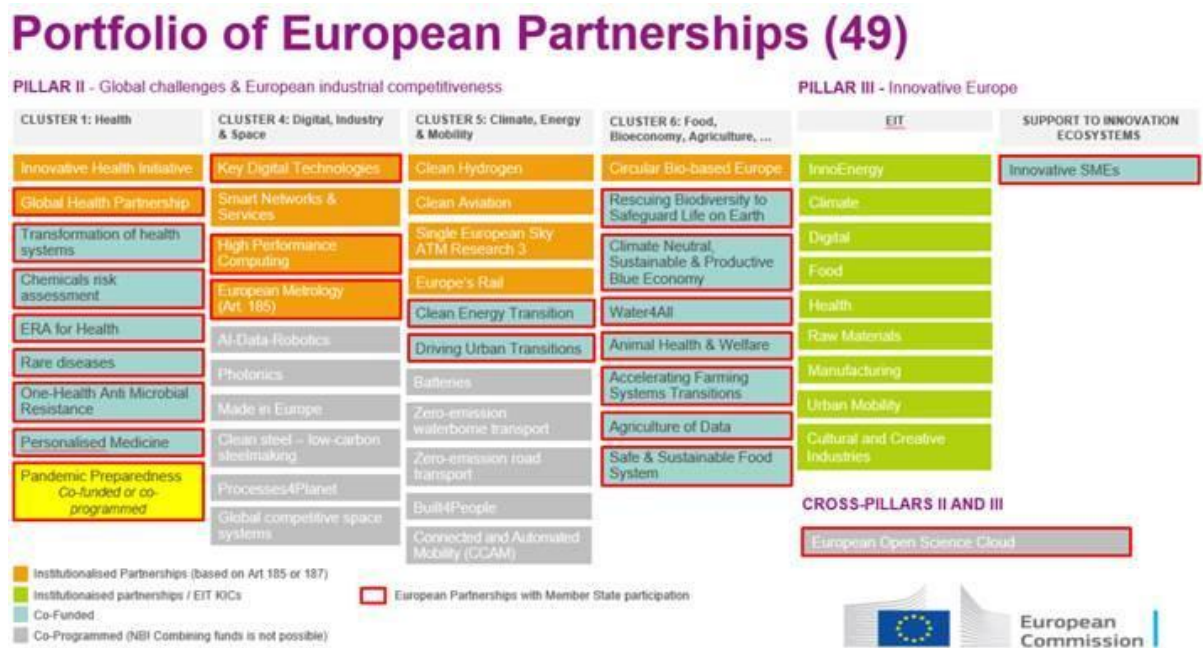 Portfolio of European Partnerships (49)
PILLAR II - Global challenges & European industrial competitiveness
PILLAR III - Innovative Europe
CLUSTER 1: Health
Innovative Health Initiative
Global Health Partnership
Transformation of health
systems
Chemicals risk
assessment
ERA for Health
Rare diseases
One-Health Anti Microbial
Resistance
Personalised Medicine
Pandemic Preparedness
Co-funded or co-
programmed
CLUSTER 4: Digital, Industry
& Space
Key Digital Technologies
Smart Networks &
Services
High Performance
Computing
European Metrology
(Art. 185)
AI-Data-Robotics
Photonics
Made in Europe
Clean steel – low-carbon
steelmaking
Processes4Planet
Global competitive space
systems
CLUSTER 5: Climate, Energy
& Mobility
Clean Hydrogen
Clean Aviation
Single European Sky
ATM Research 3
Europe's Rail
Clean Energy Transition
Driving Urban Transitions
Batteries
Zero-emission
waterborne transport
Zero-emission road
transport
Built4People
Connected and Automated
Mobility (CCAM)
CLUSTER 6: Food,
Bioeconomy, Agriculture, ...
Circular Bio-based Europe
Rescuing Biodiversity to
Safeguard Life on Earth
Climate Neutral,
Sustainable & Productive
Blue Economy
Water4All
Animal Health & Welfare
Accelerating Farming
Systems Transitions
Agriculture of Data
Safe & Sustainable Food
System
EIT
InnoEnergy
Climate
Digital
Food
Health
Raw Materials
Manufacturing
Urban Mobility
Cultural and Creative
Industries
SUPPORT TO INNOVATION
ECOSYSTEMS
Innovative SMEs
CROSS-PILLARS II AND III
European Open Science Cloud
Institutionalised Partnerships (based on Art 185 or 187)
Institutionaised partnerships / EIT KICs
Co-Funded
Co-Programmed (NBI Combining funds is not possible)
European Partnerships with Member State participation
European
Commission